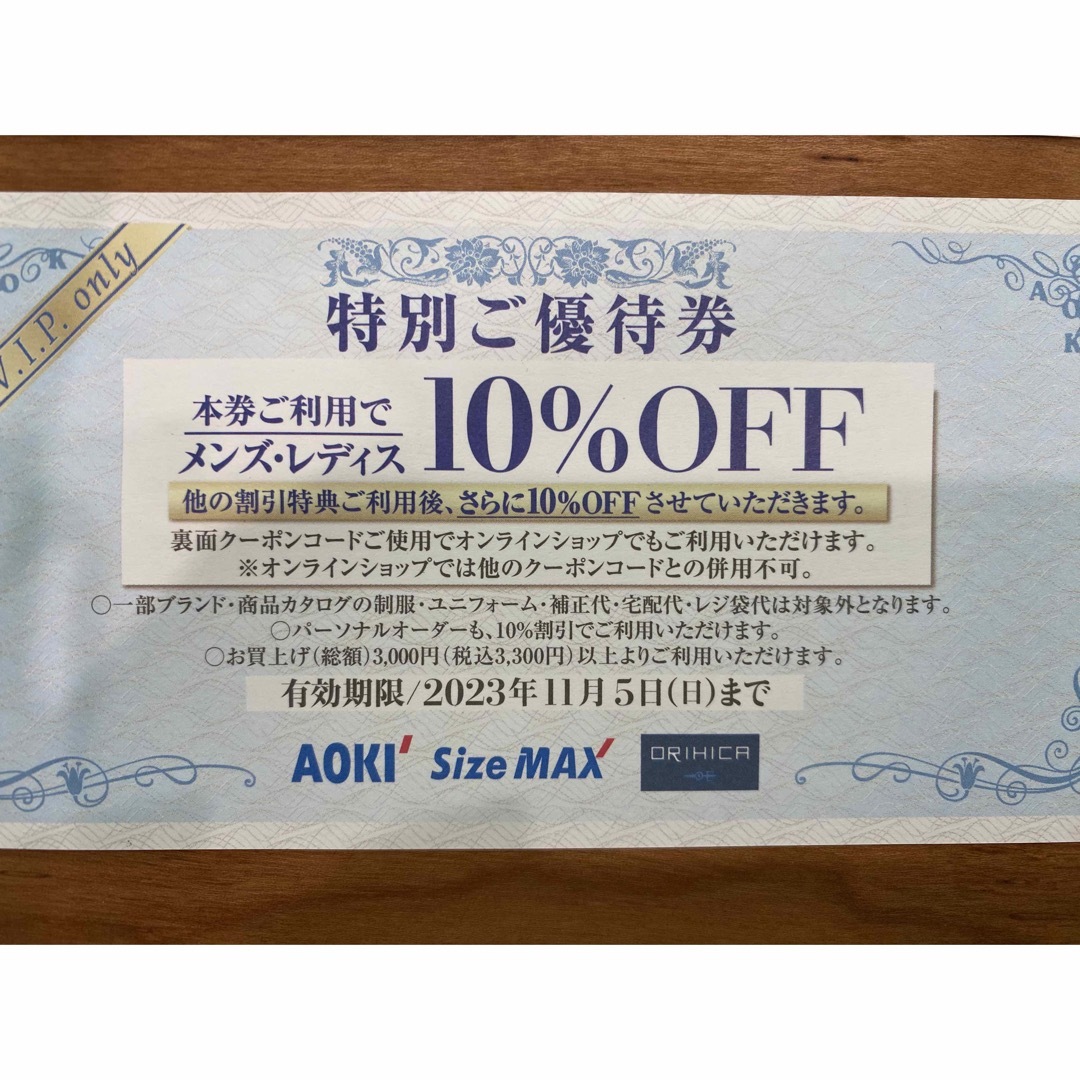 V.I.P. only
O K
A O K
特別ご優待券
本券ご利用で
メンズ・レディス
10%OFF
他の割引特典ご利用後、さらに10%OFFさせていただきます。
裏面クーポンコードご使用でオンラインショップでもご利用いただけます。
※オンラインショップでは他のクーポンコードとの併用不可。
○一部ブランド・商品カタログの制服・ユニフォーム・補正代・宅配代・レジ袋代は対象外となります。
○パーソナルオーダーも、10%割引でご利用いただけます。
○お買上げ(総額)3,000円(税込3,300円)以上よりご利用いただけます。
有効期限/2023年11月5日(日)まで
AOKI Size MAX ORIHICA